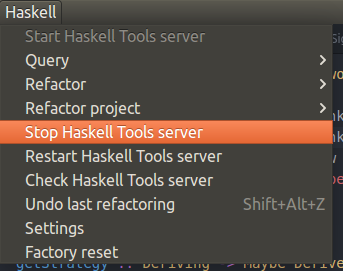 Haskell
Start Haskell Tools server
Query
Refactor
Refactor project
Stop Haskell Tools server
Restart Haskell Tools server
Check Haskell Tools server
Undo last refactoring Shift+Alt+Z
Settings
Factory reset